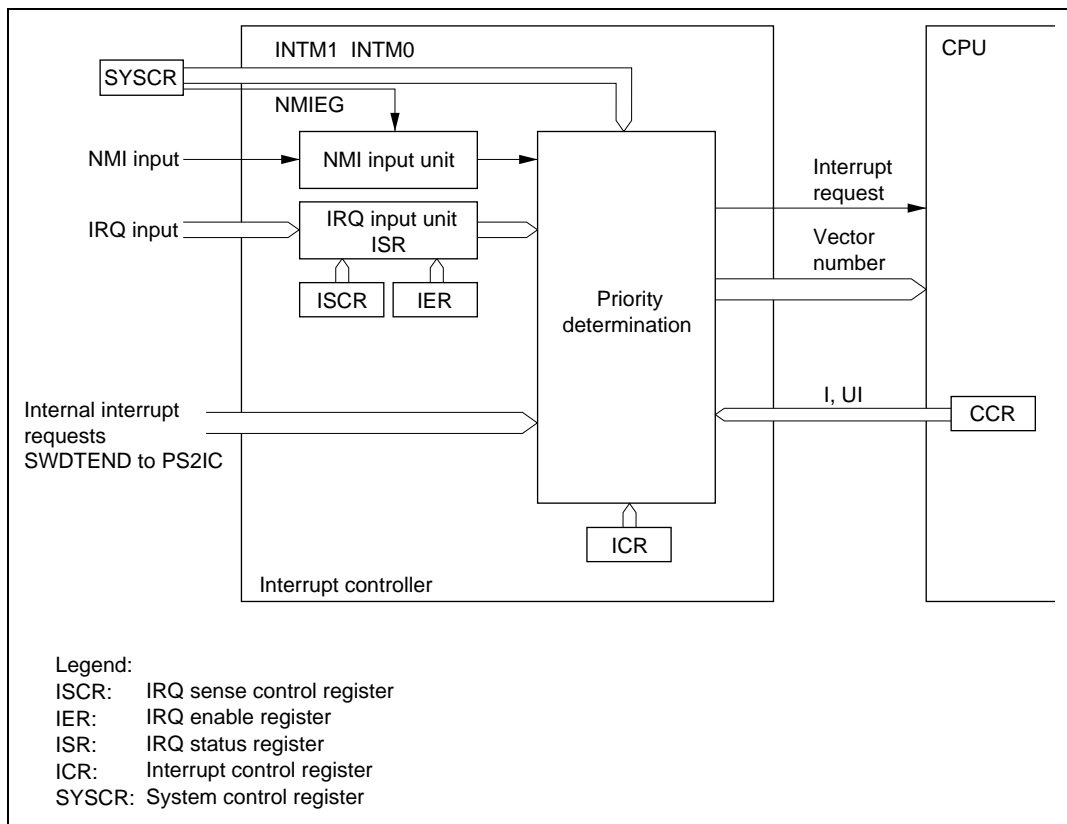 INTM1 INTM0
CPU
SYSCR
NMIEG
NMI input
NMI input unit
IRQ input
IRQ input unit
ISR
ISCR
IER
Priority
determination
Interrupt
request
Vector
number
Internal interrupt
requests
SWDTEND to PS2IC
I, UI
CCR
ICR
Interrupt controller
Legend:
ISCR: IRQ sense control register
IER: IRQ enable register
ISR: IRQ status register
ICR: Interrupt control register
SYSCR: System control register